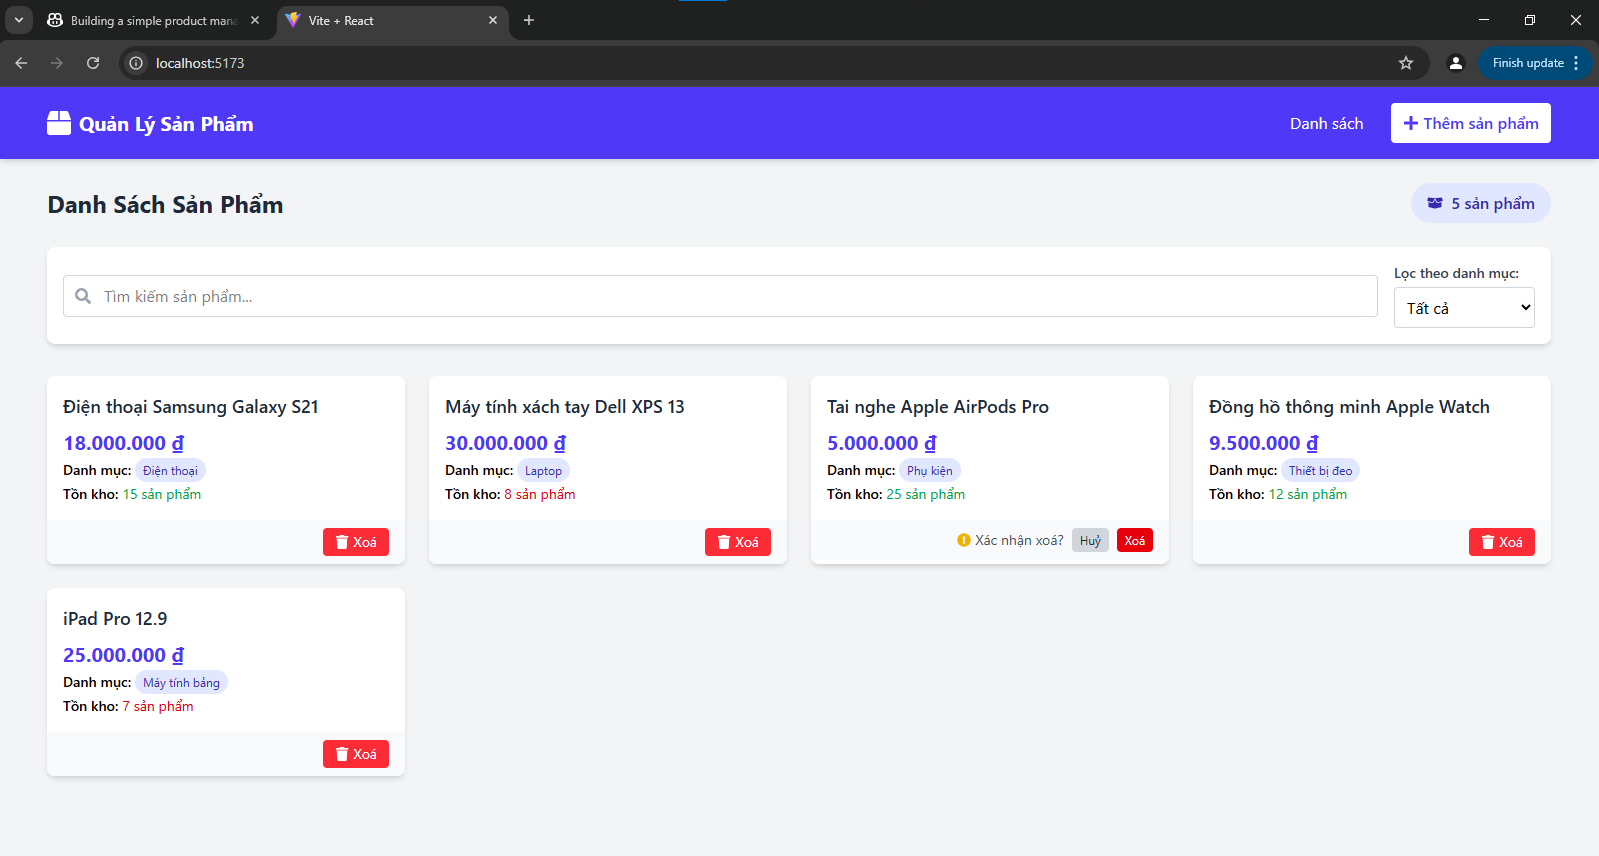 Building a simple product mana
Vite + React
localhost:5173
Finish update
Quản Lý Sản Phẩm
Danh sách
Thêm sản phẩm
Danh Sách Sản Phẩm
5 sản phẩm
Tìm kiếm sản phẩm...
Lọc theo danh mục:
Tất cả
Điện thoại Samsung Galaxy S21
18.000.000 ₫
Danh mục: Điện thoại
Tồn kho: 15 sản phẩm
Xoá
Máy tính xách tay Dell XPS 13
30.000.000 ₫
Danh mục: Laptop
Tồn kho: 8 sản phẩm
Xoá
Tai nghe Apple AirPods Pro
5.000.000 ₫
Danh mục: Phụ kiện
Tồn kho: 25 sản phẩm
Xác nhận xoá? Huỷ Xoá
Đồng hồ thông minh Apple Watch
9.500.000 ₫
Danh mục: Thiết bị đeo
Tồn kho: 12 sản phẩm
Xoá
iPad Pro 12.9
25.000.000 ₫
Danh mục: Máy tính bảng
Tồn kho: 7 sản phẩm
Xoá